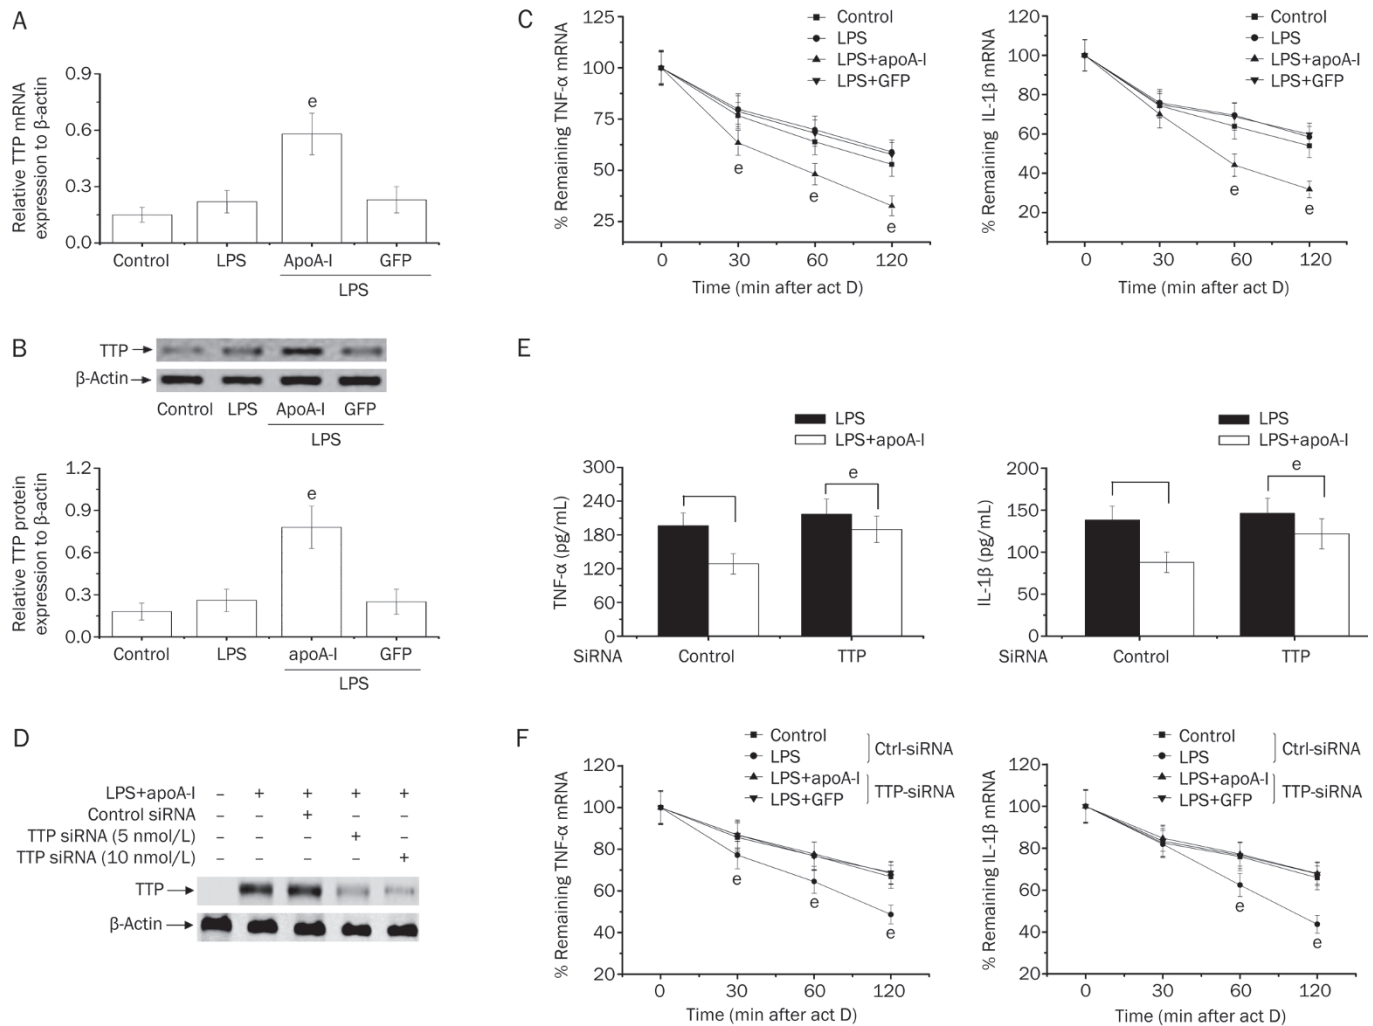 A
Relative TTP mRNA
expression to β-actin
0.9
0.6
0.3
0.0
e
Control LPS ApoA-I GFP
LPS
B
TTP
β-Actin
Control LPS ApoA-I GFP
LPS
Relative TTP protein
expression to β-actin
1.2
0.9
0.6
0.3
0.0
e
Control LPS apoA-I GFP
LPS
C
% Remaining TNF-α mRNA
125
100
75
50
25
Control
LPS
LPS+apoA-I
LPS+GFP
e
e
e
0 30 60 120
Time (min after act D)
% Remaining IL-1β mRNA
120
100
80
60
40
20
Control
LPS
LPS+apoA-I
LPS+GFP
e
e
0 30 60 120
Time (min after act D)
D
LPS+apoA-I – + + + +
Control siRNA – – + – –
TTP siRNA (5 nmol/L) – – – + –
TTP siRNA (10 nmol/L) – – – – +
TTP
β-Actin
E
LPS
LPS+apoA-I
TNF-α (pg/mL)
300
240
180
120
60
0
e
SiRNA Control TTP
LPS
LPS+apoA-I
IL-1β (pg/mL)
200
150
100
50
0
e
SiRNA Control TTP
F
Control
LPS
Ctrl-siRNA
LPS+apoA-I
LPS+GFP
TTP-siRNA
% Remaining TNF-α mRNA
120
100
80
60
40
20
e
e
e
0 30 60 120
Time (min after act D)
Control
LPS
Ctrl-siRNA
LPS+apoA-I
LPS+GFP
TTP-siRNA
% Remaining IL-1β mRNA
120
100
80
60
40
20
e
e
0 30 60 120
Time (min after act D)